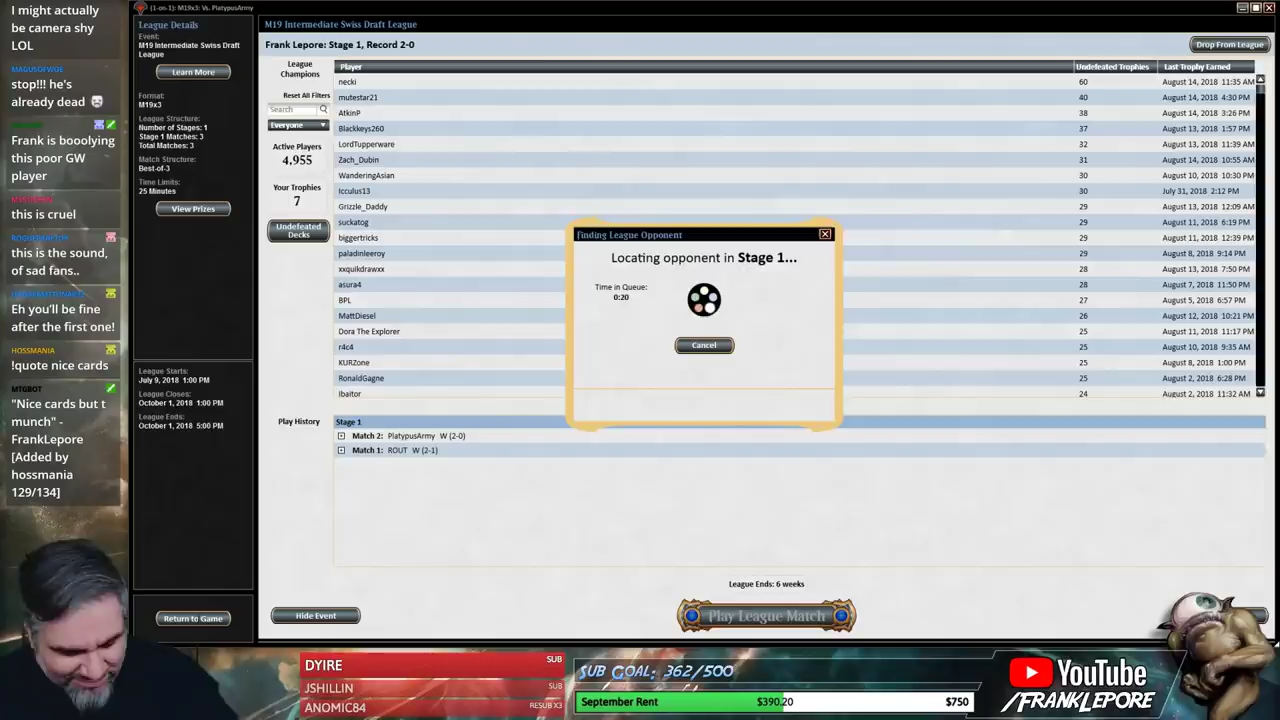 I might actually
be camera shy
LOL
stop!!! he's
already dead
Frank is booolying
this poor GW
player
this is cruel
this is the sound,
of sad fans..
Eh you'll be fine
after the first one!
HOSSMANIA
!quote nice cards
MTGBOT
"Nice cards but t
munch" -
FrankLepore
[Added by
hossmania
129/134]
(1-on-1): M19x3: Vs. PlatypusArmy
League Details
Event:
M19 Intermediate Swiss Draft
League
Learn More
Format:
M19x3
League Structure:
Number of Stages: 1
Stage 1 Matches: 3
Total Matches: 3
Match Structure:
Best-of-3
Time Limits:
25 Minutes
View Prizes
League Starts:
July 9, 2018 1:00 PM
League Closes:
October 1, 2018 1:00 PM
League Ends:
October 1, 2018 5:00 PM
Return to Game
M19 Intermediate Swiss Draft League
Frank Lepore: Stage 1, Record 2-0
Drop From League
League
Champions
Reset All Filters
Search
Everyone
Active Players
4,955
Your Trophies
7
Undefeated
Decks
Player Undefeated Trophies Last Trophy Earned
necki 60 August 14, 2018 11:35 AM
mutestar21 40 August 14, 2018 4:30 PM
AtkinP 38 August 14, 2018 3:26 PM
Blackkeys260 37 August 13, 2018 1:57 PM
LordTupperware 32 August 13, 2018 11:39 AM
Zach_Dubin 31 August 14, 2018 10:55 AM
WanderingAsian 30 August 10, 2018 10:30 PM
Icculus13 30 July 31, 2018 2:12 PM
Grizzle_Daddy 29 August 13, 2018 12:09 AM
suckatog 29 August 11, 2018 6:19 PM
biggertricks 29 August 11, 2018 12:39 PM
paladinleeroy 29 August 8, 2018 9:14 PM
xxquikdrawxx 28 August 13, 2018 7:50 PM
asura4 28 August 7, 2018 11:50 PM
BPL 27 August 5, 2018 6:57 PM
MattDiesel 26 August 12, 2018 10:21 PM
Dora The Explorer 25 August 11, 2018 11:17 PM
r4c4 25 August 10, 2018 9:35 AM
KURZone 25 August 8, 2018 1:00 PM
RonaldGagne 25 August 2, 2018 6:28 PM
24 August 2, 2018 11:32 AM
Finding League Opponent
Locating opponent in Stage 1...
Time in Queue:
0:20
Cancel
Play History
Stage 1
Match 2: PlatypusArmy W (2-0)
Match 1: ROUT W (2-1)
League Ends: 6 weeks
Hide Event
Play League Match
DYIRE SUB
JSHILLIN SUB
ANOMIC84 RESUB X3
SUB GOAL: 362/500
September Rent $390.20 $750
YouTube
/FRANKLEPORE